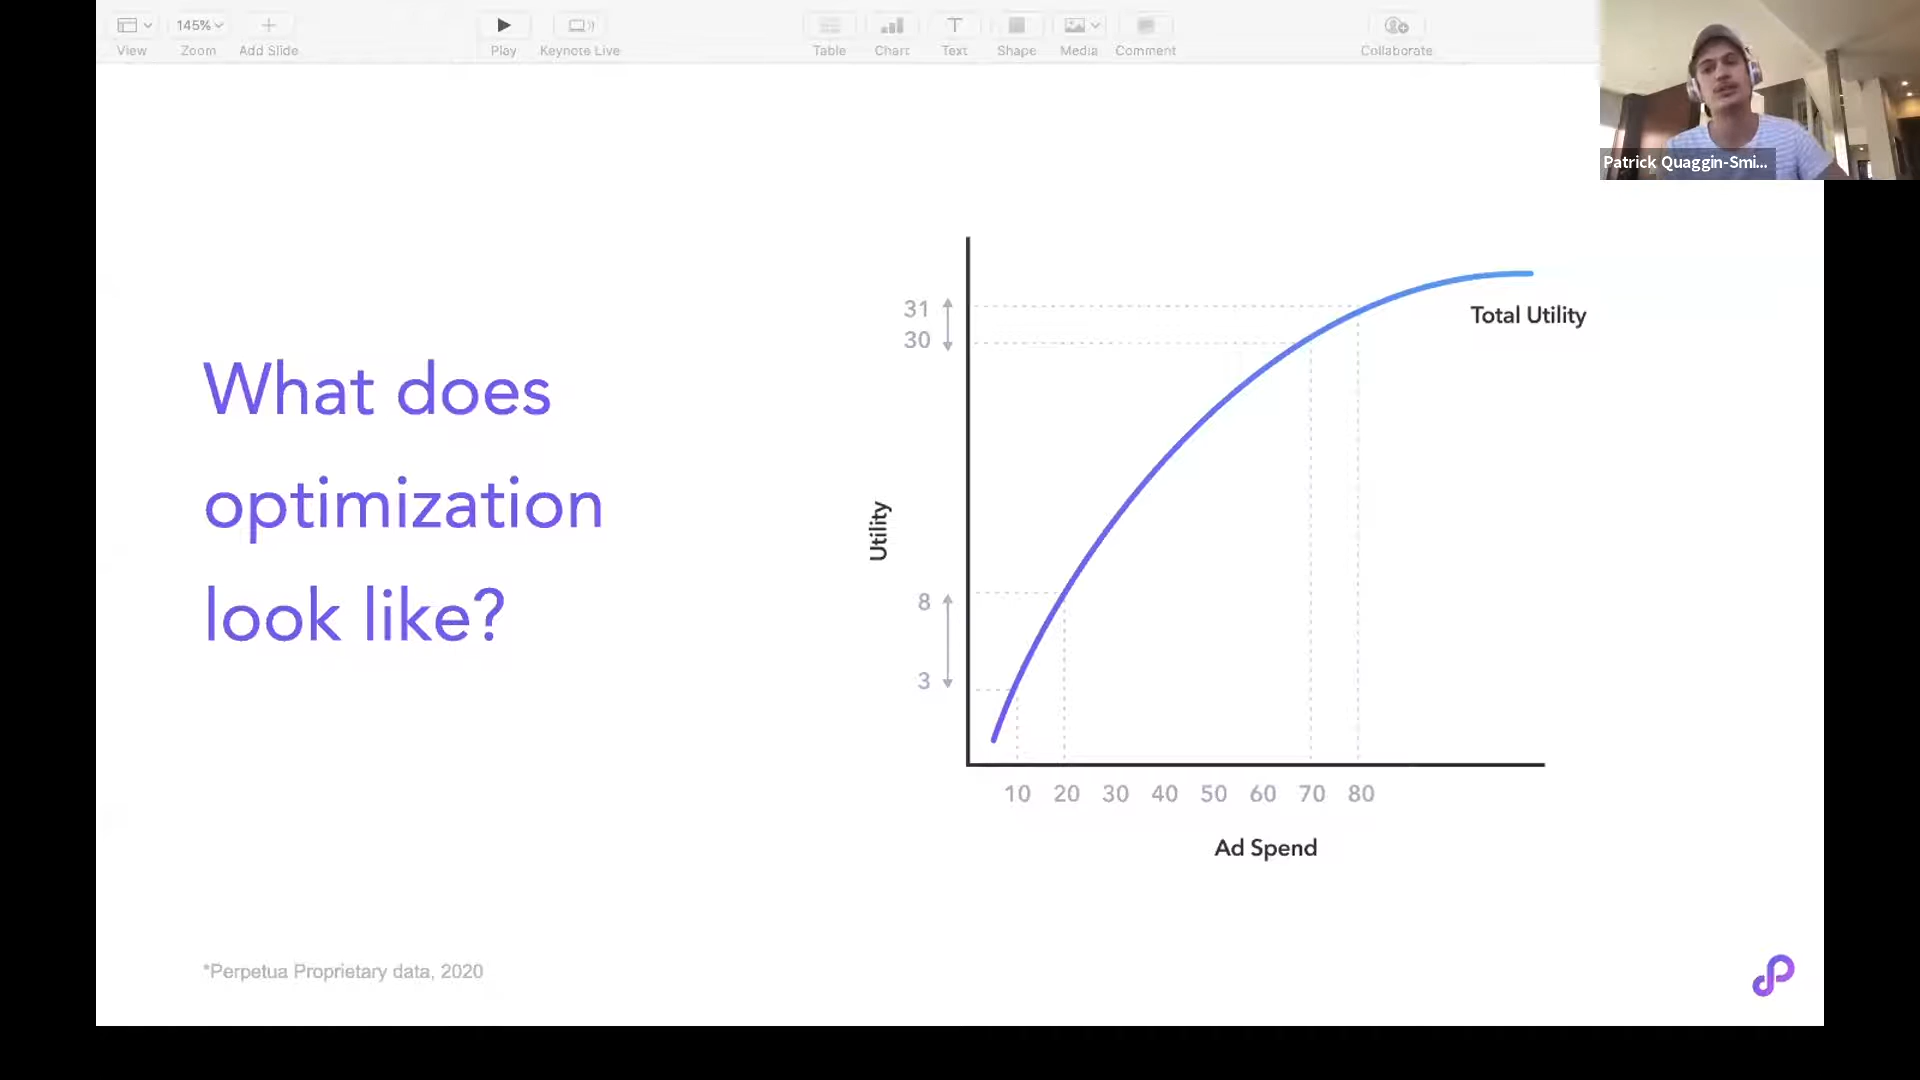 145%
View
Zoom
Add Slide
Play
Keynote Live
Table
Chart
Text
Shape
Media
Comment
Collaborate
Patrick Quaggin-Smi...
What does
optimization
look like?
31
30
8
3
Utility
Total Utility
10 20 30 40 50 60 70 80
Ad Spend
*Perpetua Proprietary data, 2020